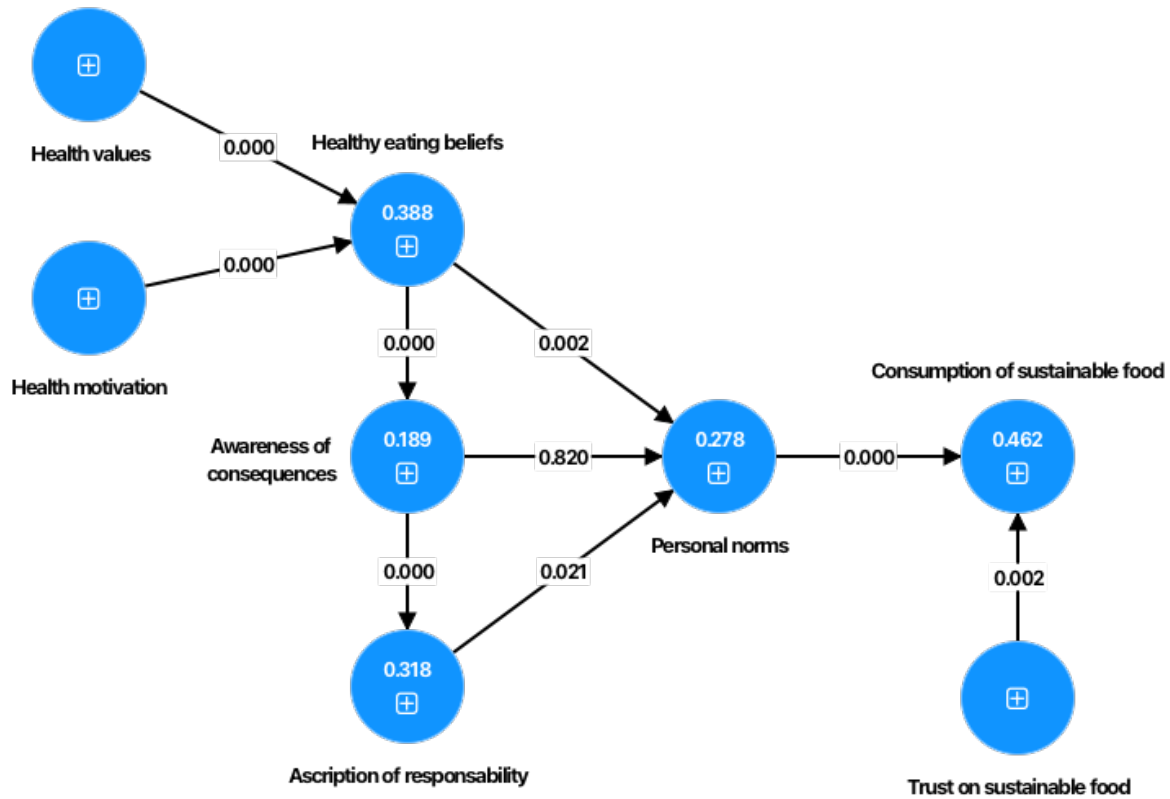 Health values
0.000
Healthy eating beliefs
0.388
0.000
Health motivation
0.000
0.002
Consumption of sustainable food
Awareness of
consequences
0.189
0.820
0.278
0.000
0.462
Personal norms
0.000
0.021
0.002
0.318
Ascription of responsability
Trust on sustainable food